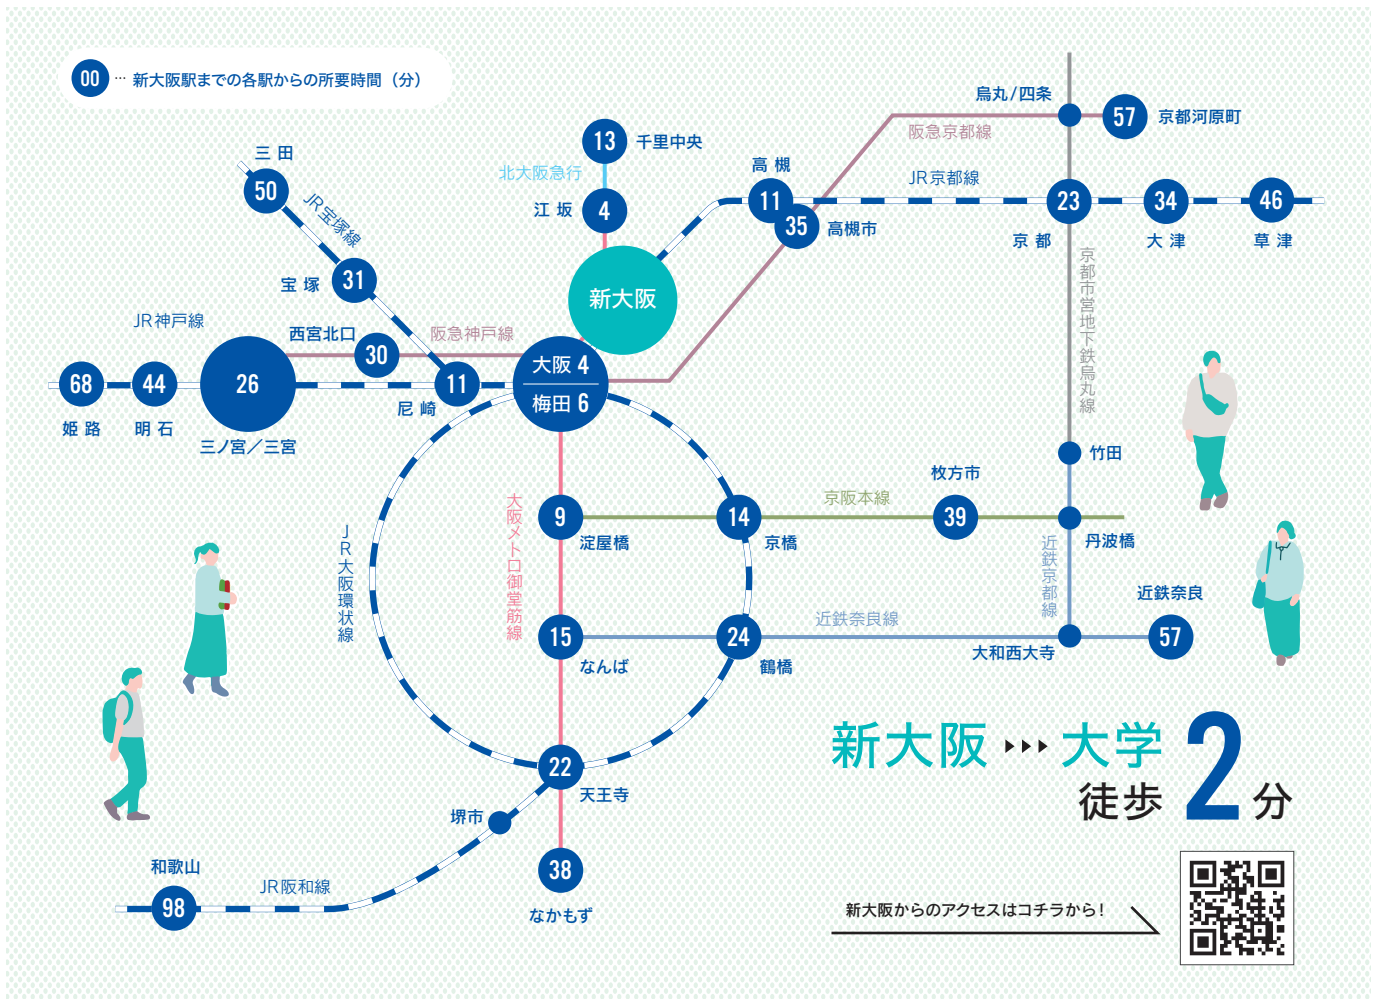 00 … 新大阪駅までの各駅からの所要時間（分）
烏丸/四条
57 京都河原町
阪急京都線
13 千里中央
北大阪急行
三田
50
JR宝塚線
江坂 4
高槻
11
35 高槻市
JR京都線
23
京都
34
大津
46
草津
宝塚 31
新大阪
京都市営地下鉄烏丸線
JR神戸線
西宮北口
30
阪急神戸線
68
姫路
44
明石
26
三ノ宮／三宮
11
尼崎
大阪 4
梅田 6
竹田
枚方市
39
京阪本線
大阪メトロ御堂筋線
9
淀屋橋
14
京橋
丹波橋
JR大阪環状線
近鉄京都線
近鉄奈良
57
近鉄奈良線
15
なんば
24
鶴橋
大和西大寺
22
天王寺
堺市
38
なかもず
和歌山
98
JR阪和線
新大阪 大学
徒歩 2 分
新大阪からのアクセスはコチラから！